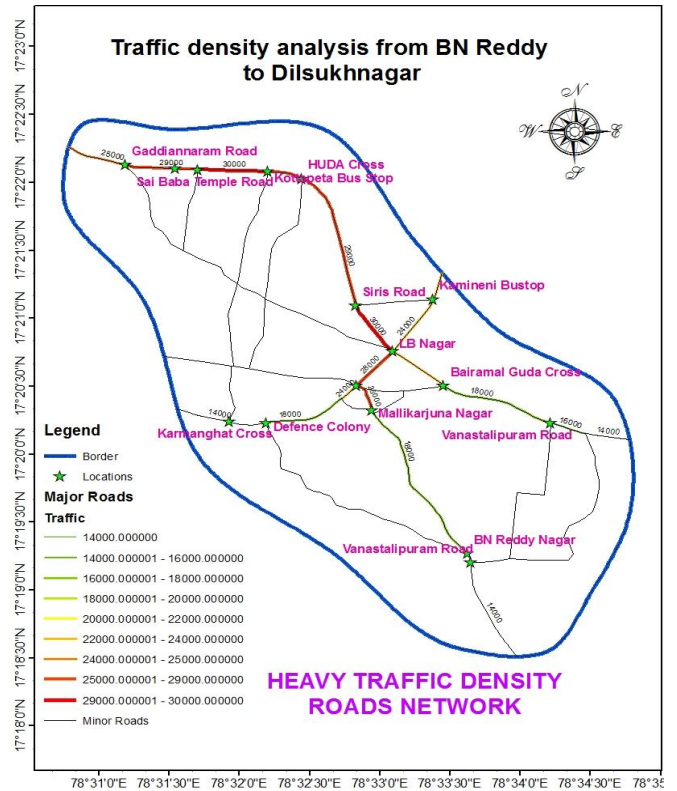 Traffic density analysis from BN Reddy
to Dilsukhnagar
N
W E
S
17°23'0"N
17°22'30"N
17°22'0"N
17°21'30"N
17°21'0"N
17°20'30"N
17°20'0"N
17°19'30"N
17°19'0"N
17°18'30"N
17°18'0"N
Gaddiannaram Road
25000
29000
30000
HUDA Cross
Sai Baba Temple Road
Kottapeta Bus Stop
29000
Kamineni Bustop
Siris Road
30000
24000
LB Nagar
28000
Bairamal Guda Cross
24000
18000
Mallikarjuna Nagar
14000
18000
16000
14000
Karmanghat Cross
Defence Colony
Vanastalipuram Road
18000
BN Reddy Nagar
Vanastalipuram Road
14000
Legend
Border
Locations
Major Roads
Traffic
14000.000000
14000.000001 - 16000.000000
16000.000001 - 18000.000000
18000.000001 - 20000.000000
20000.000001 - 22000.000000
22000.000001 - 24000.000000
24000.000001 - 25000.000000
25000.000001 - 29000.000000
29000.000001 - 30000.000000
Minor Roads
HEAVY TRAFFIC DENSITY
ROADS NETWORK
78°31'0"E 78°31'30"E 78°32'0"E 78°32'30"E 78°33'0"E 78°33'30"E 78°34'0"E 78°34'30"E